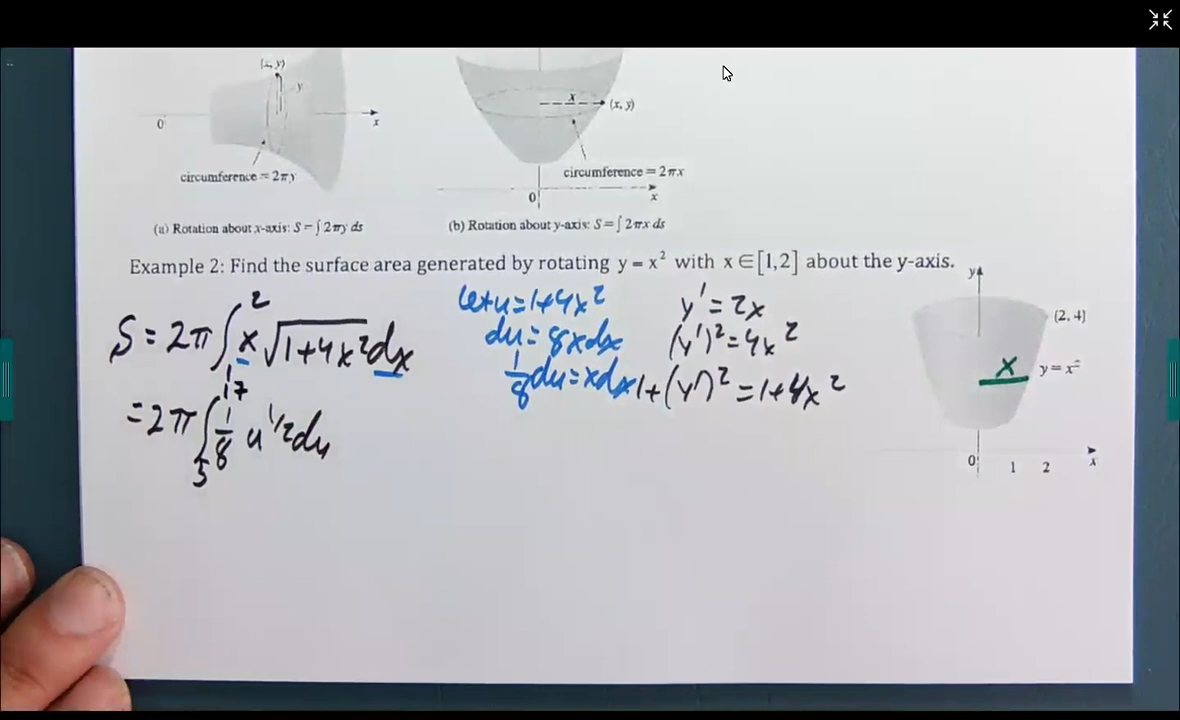 (x, y)
y
0
x
circumference = 2πy
(a) Rotation about x-axis: S = ∫ 2πy ds
x
(x, y)
circumference = 2πx
0
x
(b) Rotation about y-axis: S = ∫ 2πx ds
Example 2: Find the surface area generated by rotating y = x² with x ∈ [1,2] about the y-axis.
S = 2π ∫₁² x √(1+4x²) dx
= 2π ∫₅¹⁷ 1/8 u^1/2 du
let u = 1+4x²
du = 8xdx
1/8 du = xdx
y' = 2x
(y')² = 4x²
1+(y')² = 1+4x²
y
(2, 4)
x
y = x²
0
1 2
x